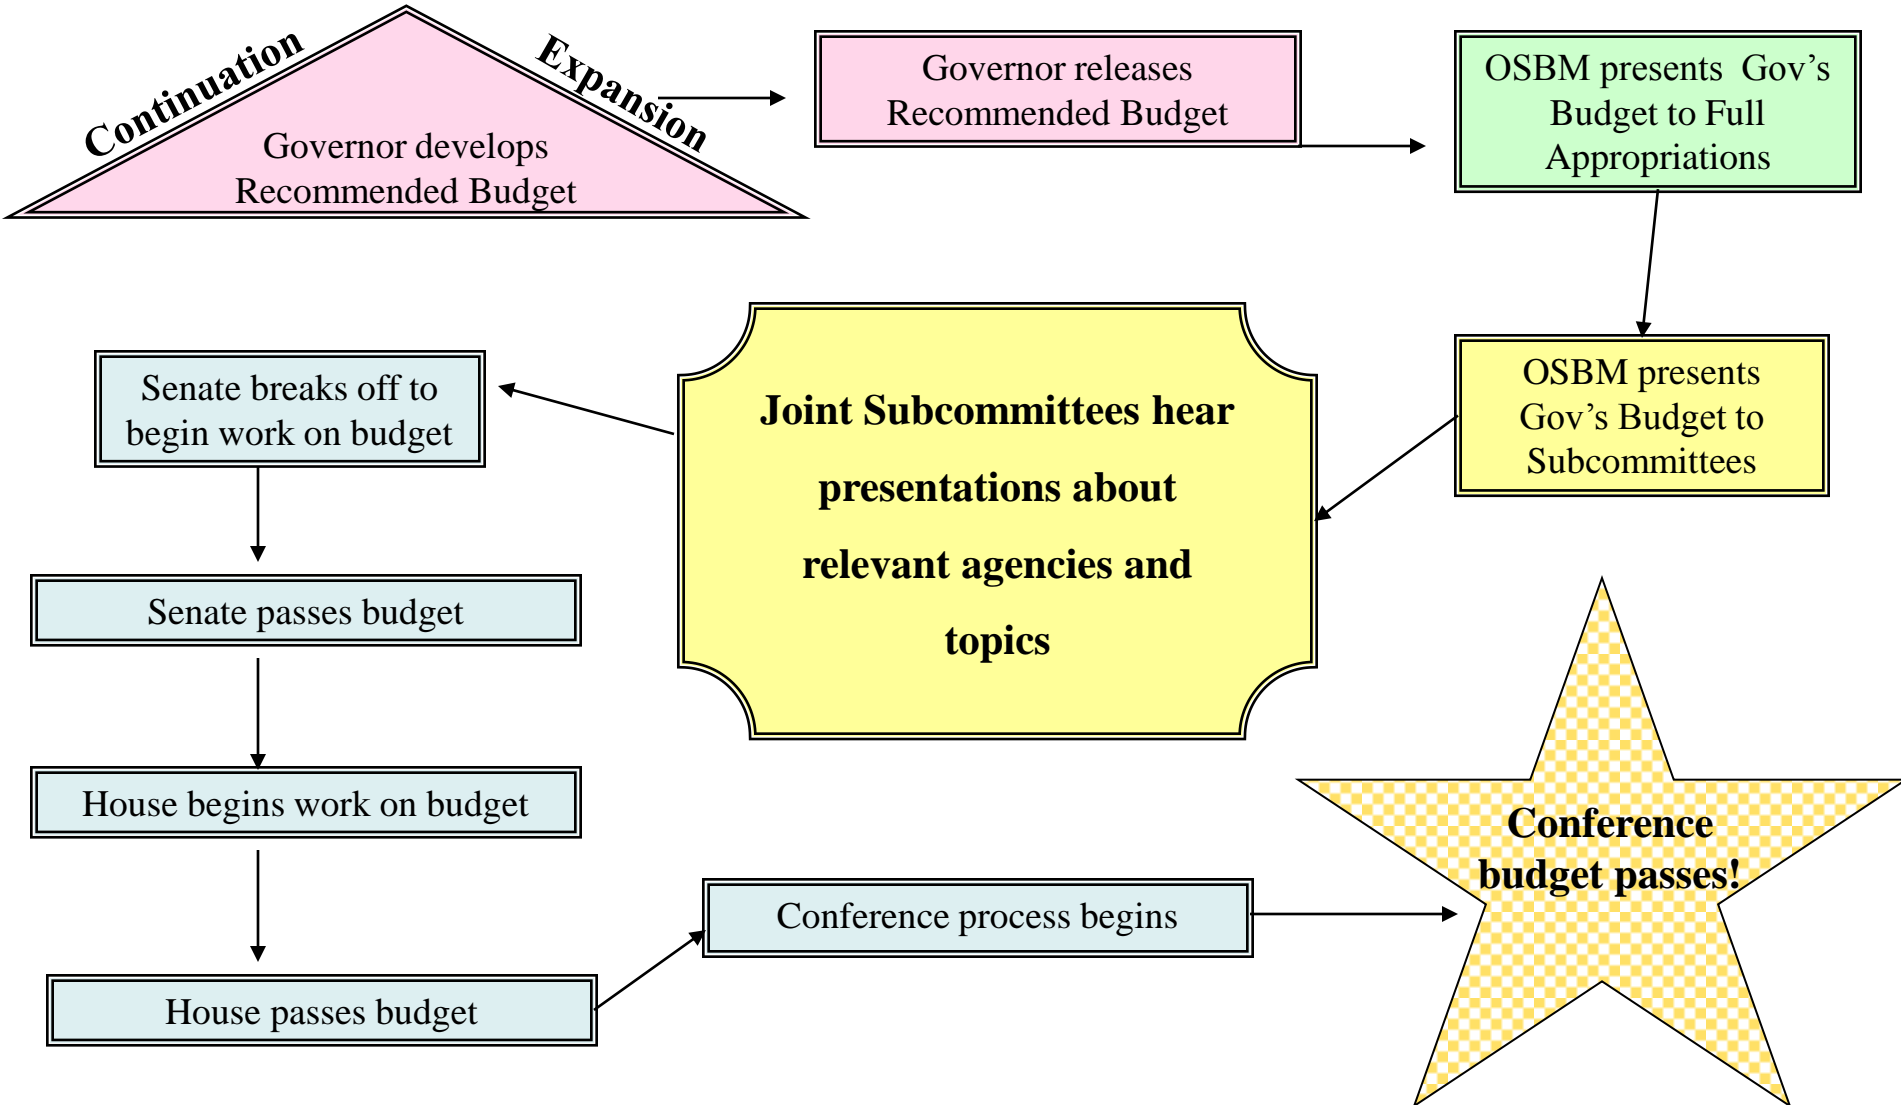 Continuation
Expansion
Governor develops
Recommended Budget
Governor releases
Recommended Budget
OSBM presents Gov’s
Budget to Full
Appropriations
OSBM presents
Gov’s Budget to
Subcommittees
Joint Subcommittees hear
presentations about
relevant agencies and
topics
Senate breaks off to
begin work on budget
Senate passes budget
House begins work on budget
House passes budget
Conference process begins
Conference
budget passes!